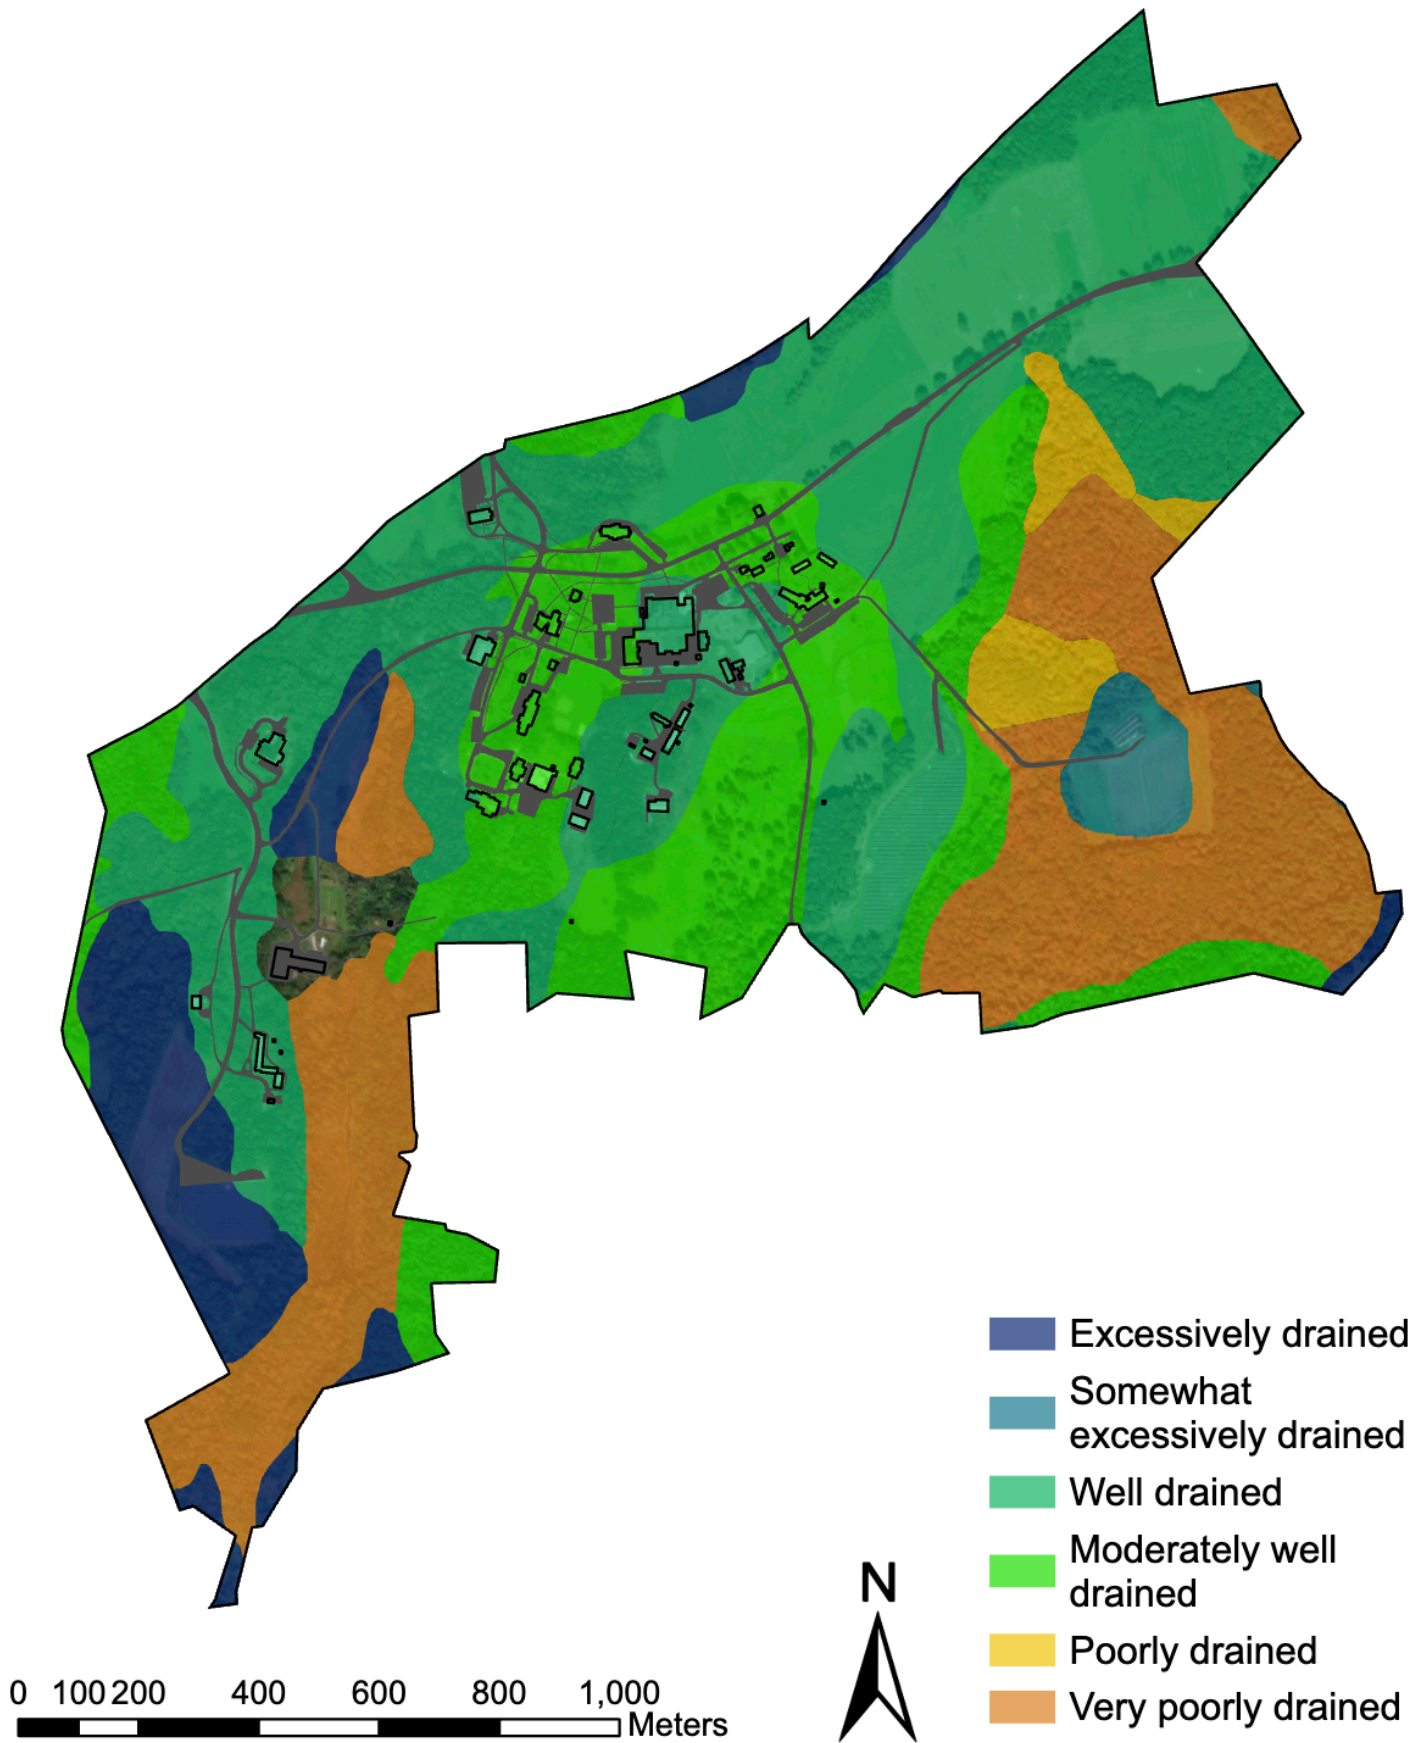 Excessively drained
Somewhat
excessively drained
Well drained
Moderately well
drained
Poorly drained
Very poorly drained
N
0 100 200 400 600 800 1,000
Meters